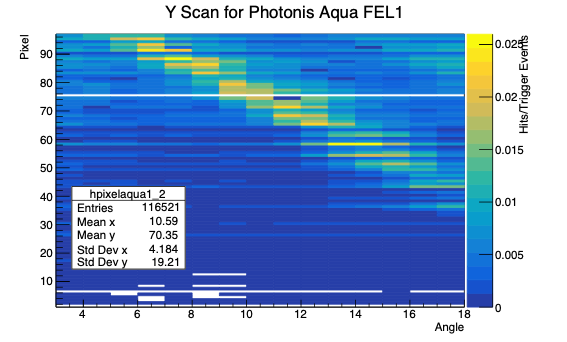 Y Scan for Photonis Aqua FEL1
Pixel
90
80
70
60
50
40
30
20
10
hpixelaqua1_2
Entries 116521
Mean x 10.59
Mean y 70.35
Std Dev x 4.184
Std Dev y 19.21
4 6 8 10 12 14 16 18
Angle
0.025
0.02
0.015
0.01
0.005
0
Hits/Trigger Events